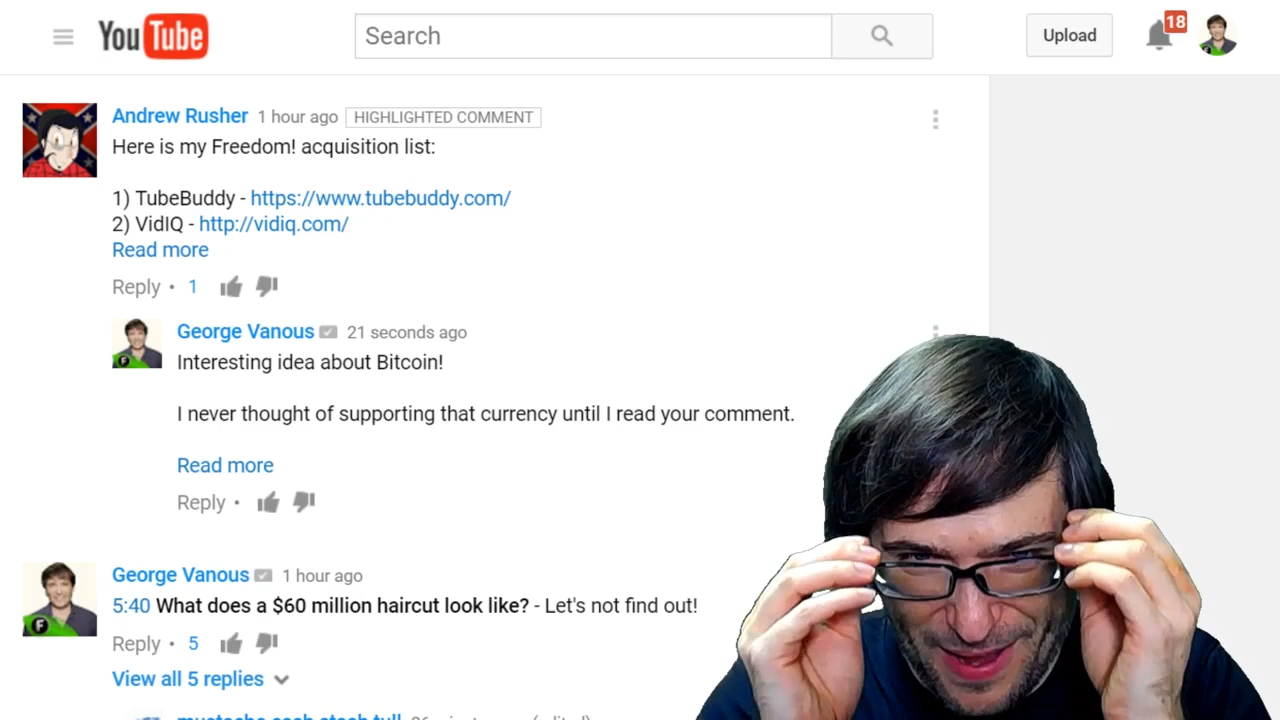 YouTube
Search
Upload
18
Andrew Rusher 1 hour ago HIGHLIGHTED COMMENT
Here is my Freedom! acquisition list:
1) TubeBuddy - https://www.tubebuddy.com/
2) VidIQ - http://vidiq.com/
Read more
Reply • 1
George Vanous 21 seconds ago
Interesting idea about Bitcoin!
I never thought of supporting that currency until I read your comment.
Read more
Reply •
George Vanous 1 hour ago
5:40 What does a $60 million haircut look like? - Let's not find out!
Reply • 5
View all 5 replies